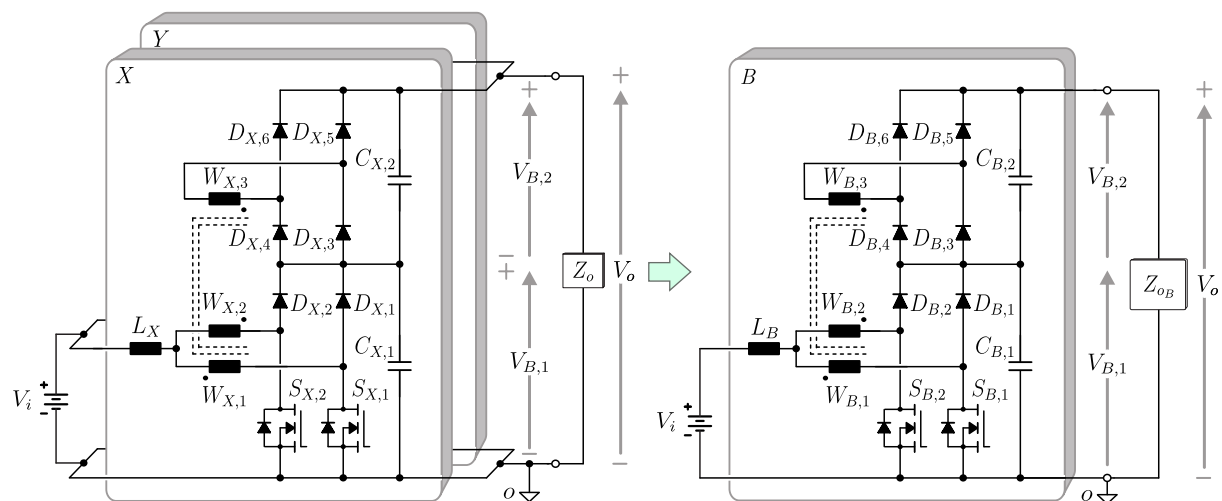 Y
X
D_{X,6} D_{X,5}
C_{X,2}
W_{X,3}
D_{X,4} D_{X,3}
W_{X,2} D_{X,2} D_{X,1}
L_X
C_{X,1}
W_{X,1} S_{X,2} S_{X,1}
V_i + -
+ V_{B,2} -
+ V_{B,1} -
Z_o
+ V_o -
o
B
D_{B,6} D_{B,5}
C_{B,2}
W_{B,3}
D_{B,4} D_{B,3}
W_{B,2} D_{B,2} D_{B,1}
L_B
C_{B,1}
W_{B,1} S_{B,2} S_{B,1}
V_i + -
V_{B,2}
V_{B,1}
Z_{o_B}
+ V_o -
o